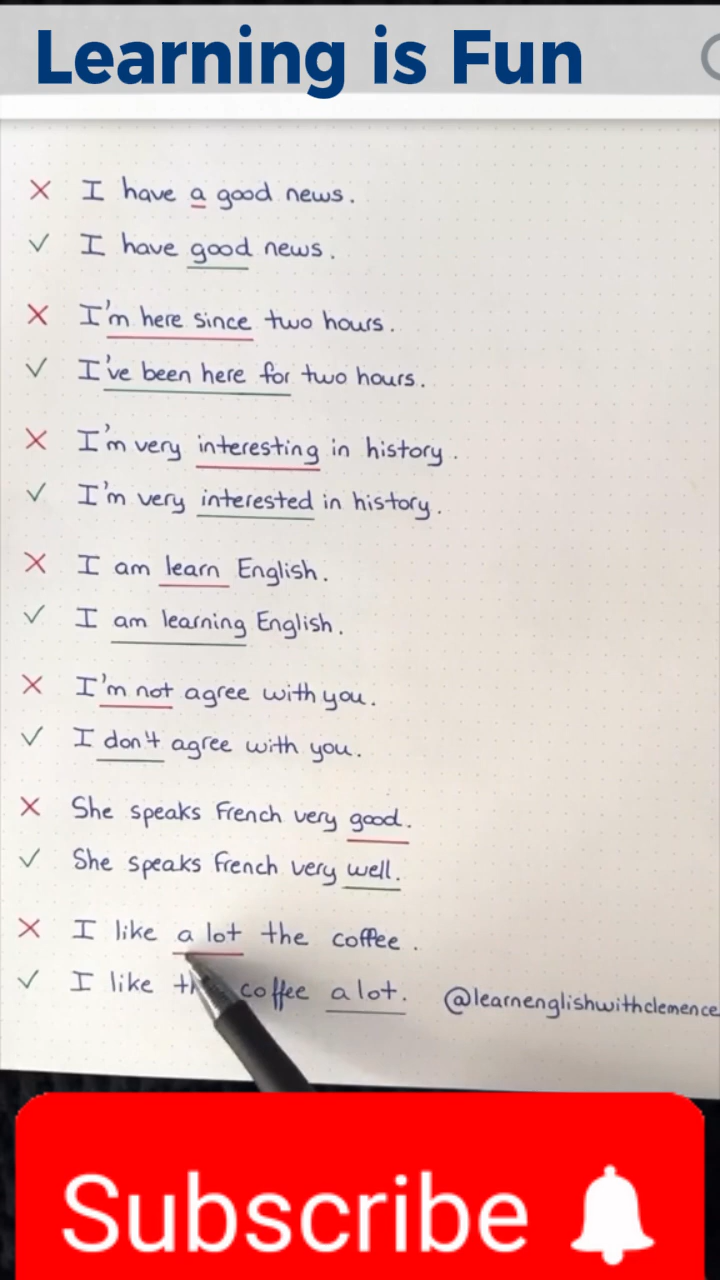 Learning is Fun
✗ I have a good news.
✓ I have good news.
✗ I'm here since two hours.
✓ I've been here for two hours.
✗ I'm very interesting in history.
✓ I'm very interested in history.
✗ I am learn English.
✓ I am learning English.
✗ I'm not agree with you.
✓ I don't agree with you.
✗ She speaks French very good.
✓ She speaks French very well.
✗ I like a lot the coffee.
✓ I like coffee a lot. @learnenglishwithclemence
Subscribe